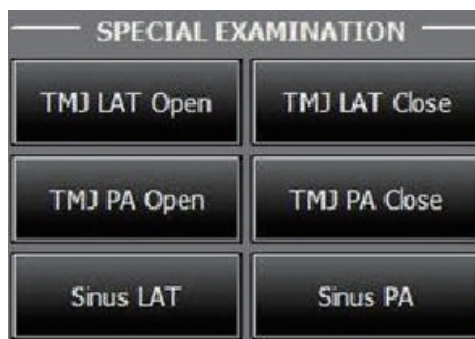 SPECIAL EXAMINATION
TMJ LAT Open
TMJ LAT Close
TMJ PA Open
TMJ PA Close
Sinus LAT
Sinus PA